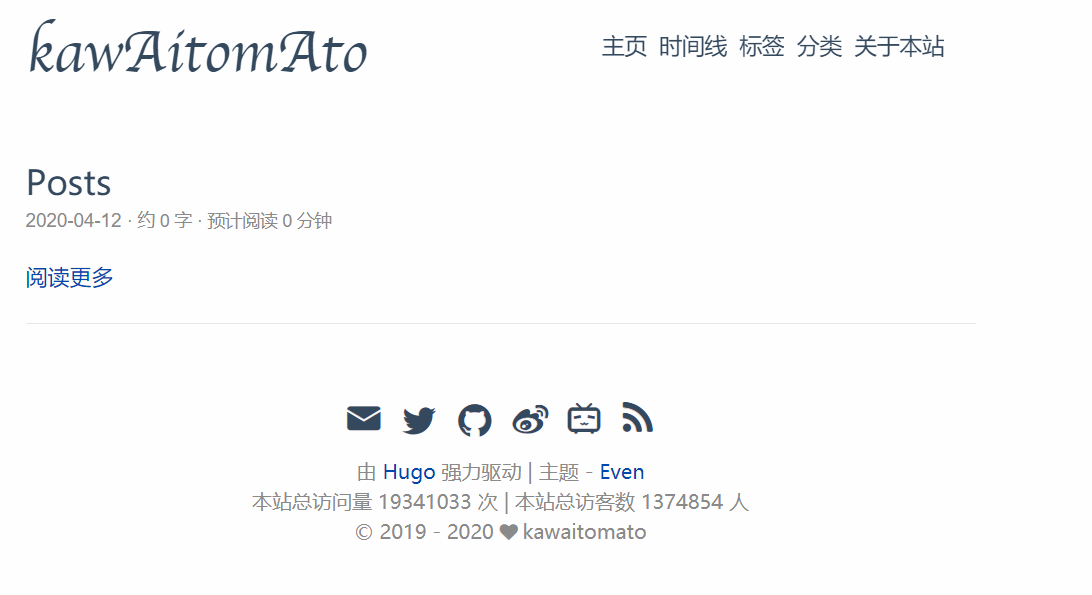 kawAitomAto
主页 时间线 标签 分类 关于本站
Posts
2020-04-12 · 约 0 字 · 预计阅读 0 分钟
阅读更多
由 Hugo 强力驱动 | 主题 - Even
本站总访问量 19341033 次 | 本站总访客数 1374854 人
© 2019 - 2020 ♥ kawaitomato